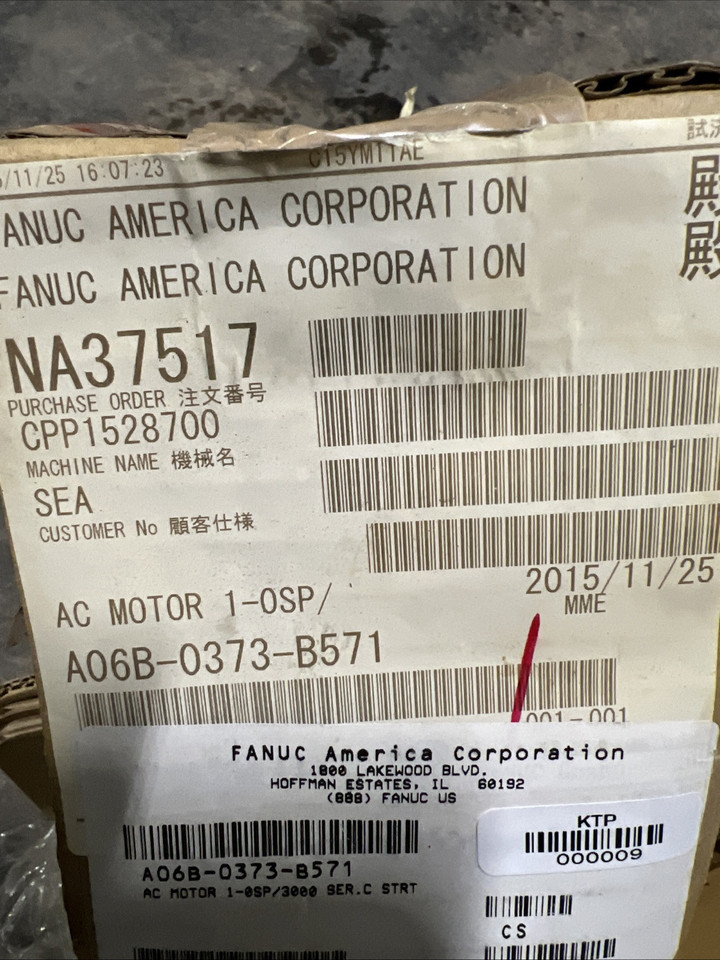 /11/25 16:07:23
CT5YMT1AE
試
FANUC AMERICA CORPORATION
殿
FANUC AMERICA CORPORATION
殿
NA37517
PURCHASE ORDER 注文番号
CPP1528700
MACHINE NAME 機械名
SEA
CUSTOMER No 顧客仕様
2015/11/25
AC MOTOR 1-0SP/
MME
A06B-0373-B571
001-001
FANUC America Corporation
1800 LAKEWOOD BLVD.
HOFFMAN ESTATES, IL 60192
(888) FANUC US
KTP
000009
A06B-0373-B571
AC MOTOR 1-0SP/3000 SER.C STRT
CS